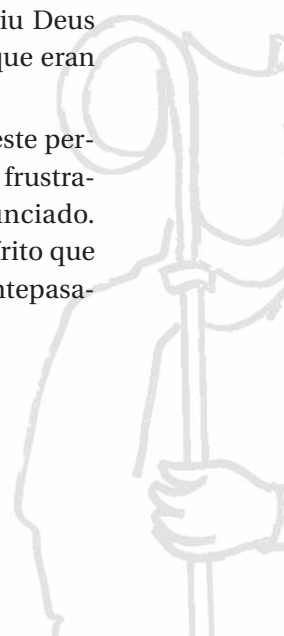 iu Deus
que eran
este per-
frustra-
unciado.
frito que
ntepasa-